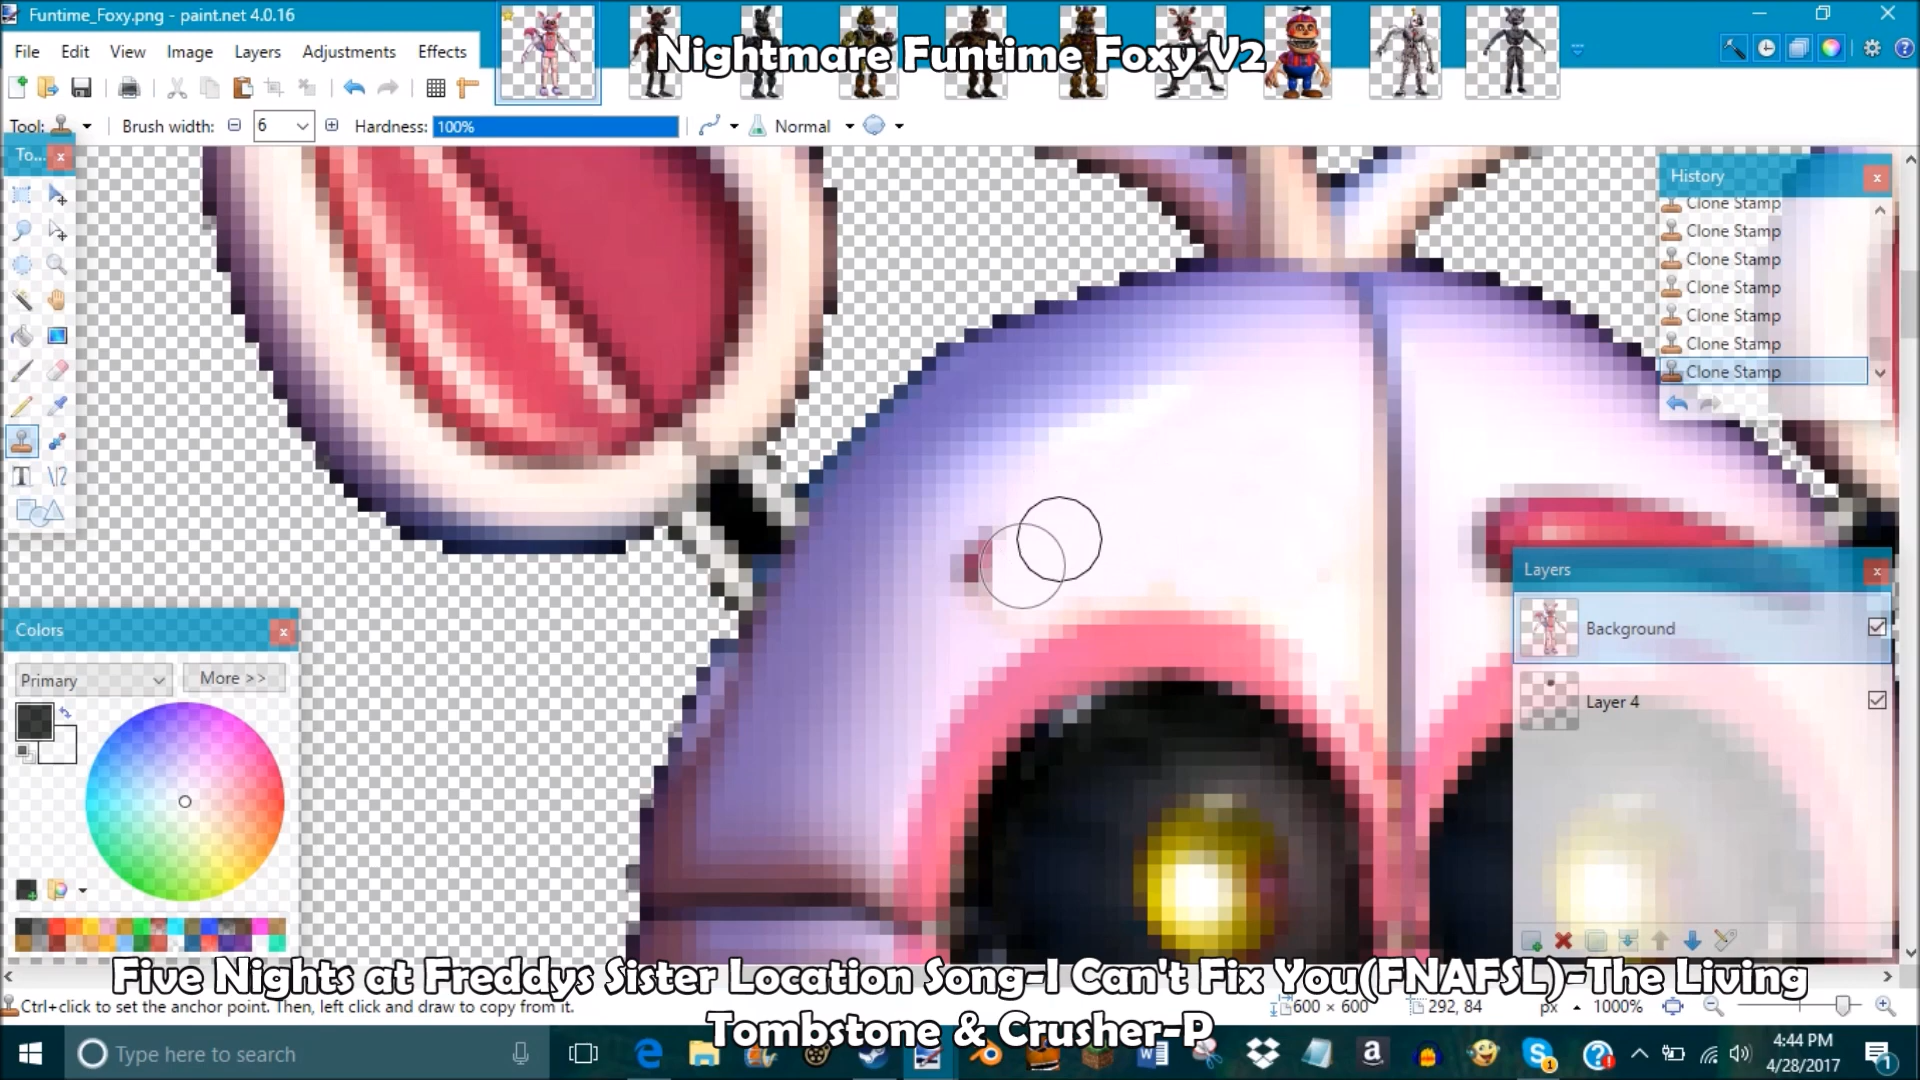 Funtime_Foxy.png - paint.net 4.0.16
File Edit View Image Layers Adjustments Effects
Nightmare Funtime Foxy V2
Tool: Brush width: 6 Hardness: 100% Normal
To...
History
Clone Stamp
Clone Stamp
Clone Stamp
Clone Stamp
Clone Stamp
Clone Stamp
Clone Stamp
Layers
Background
Layer 4
Colors
Primary
More >>
Five Nights at Freddys Sister Location Song-I Can't Fix You(FNAFSL)-The Living
Tombstone & Crusher-P
Ctrl+click to set the anchor point. Then, left click and draw to copy from it.
600 × 600 292, 84 px 1000%
Type here to search
4:44 PM
4/28/2017